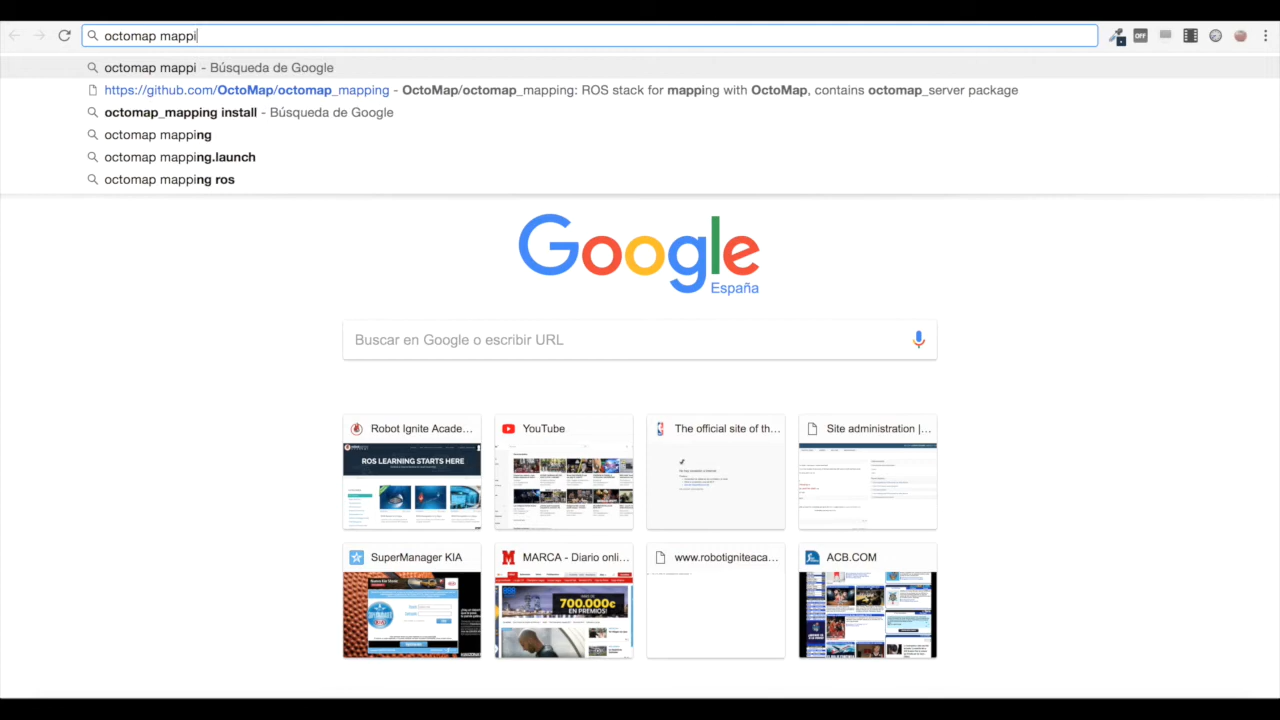 octomap mappi
OFF
octomap mappi - Búsqueda de Google
https://github.com/OctoMap/octomap_mapping - OctoMap/octomap_mapping: ROS stack for mapping with OctoMap, contains octomap_server package
octomap_mapping install - Búsqueda de Google
octomap mapping
octomap mapping.launch
octomap mapping ros
Google
España
Buscar en Google o escribir URL
Robot Ignite Acade...
YouTube
The official site of th...
Site administration |...
ROS LEARNING STARTS HERE
SuperManager KIA
MARCA - Diario onli...
www.robotigniteaca...
ACB.COM
700.000€
EN PREMIOS!